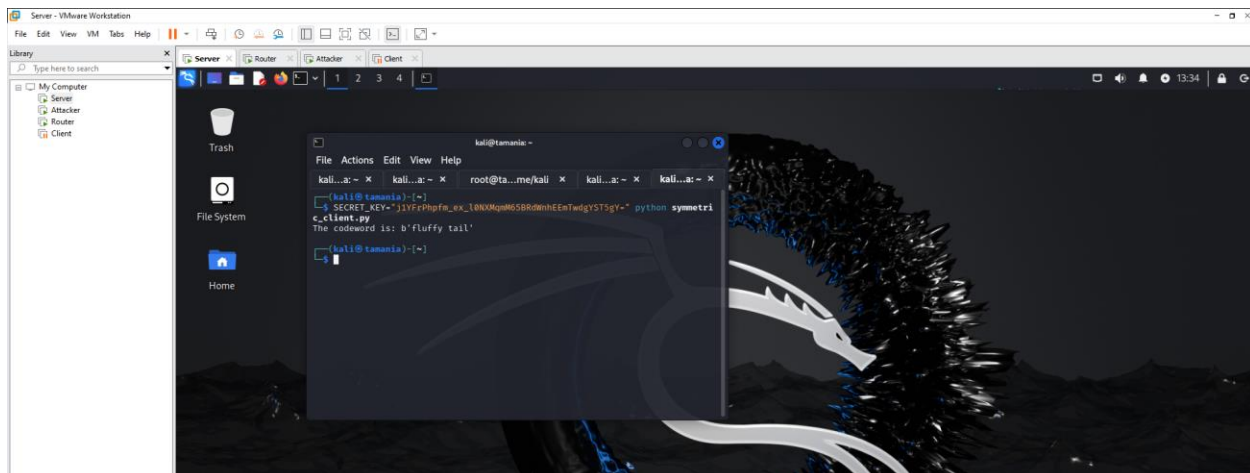 Server - VMware Workstation
File Edit View VM Tabs Help
Library
Type here to search
My Computer
Server
Attacker
Router
Client
Server Router Attacker Client
1 2 3 4 13:34
Trash
File System
Home
kali@tamania: ~
File Actions Edit View Help
kali...a: ~ kali...a: ~ root@ta...me/kali kali...a: ~ kali...a: ~
(kali㉿tamania)-[~]
$ SECRET_KEY="j1YFrPhpfm_ex_l0NXMqmM65BRdWnhEEmTwdgYST5gY=" python symmetri
c_client.py
The codeword is: b'fluffy tail'
(kali㉿tamania)-[~]
$